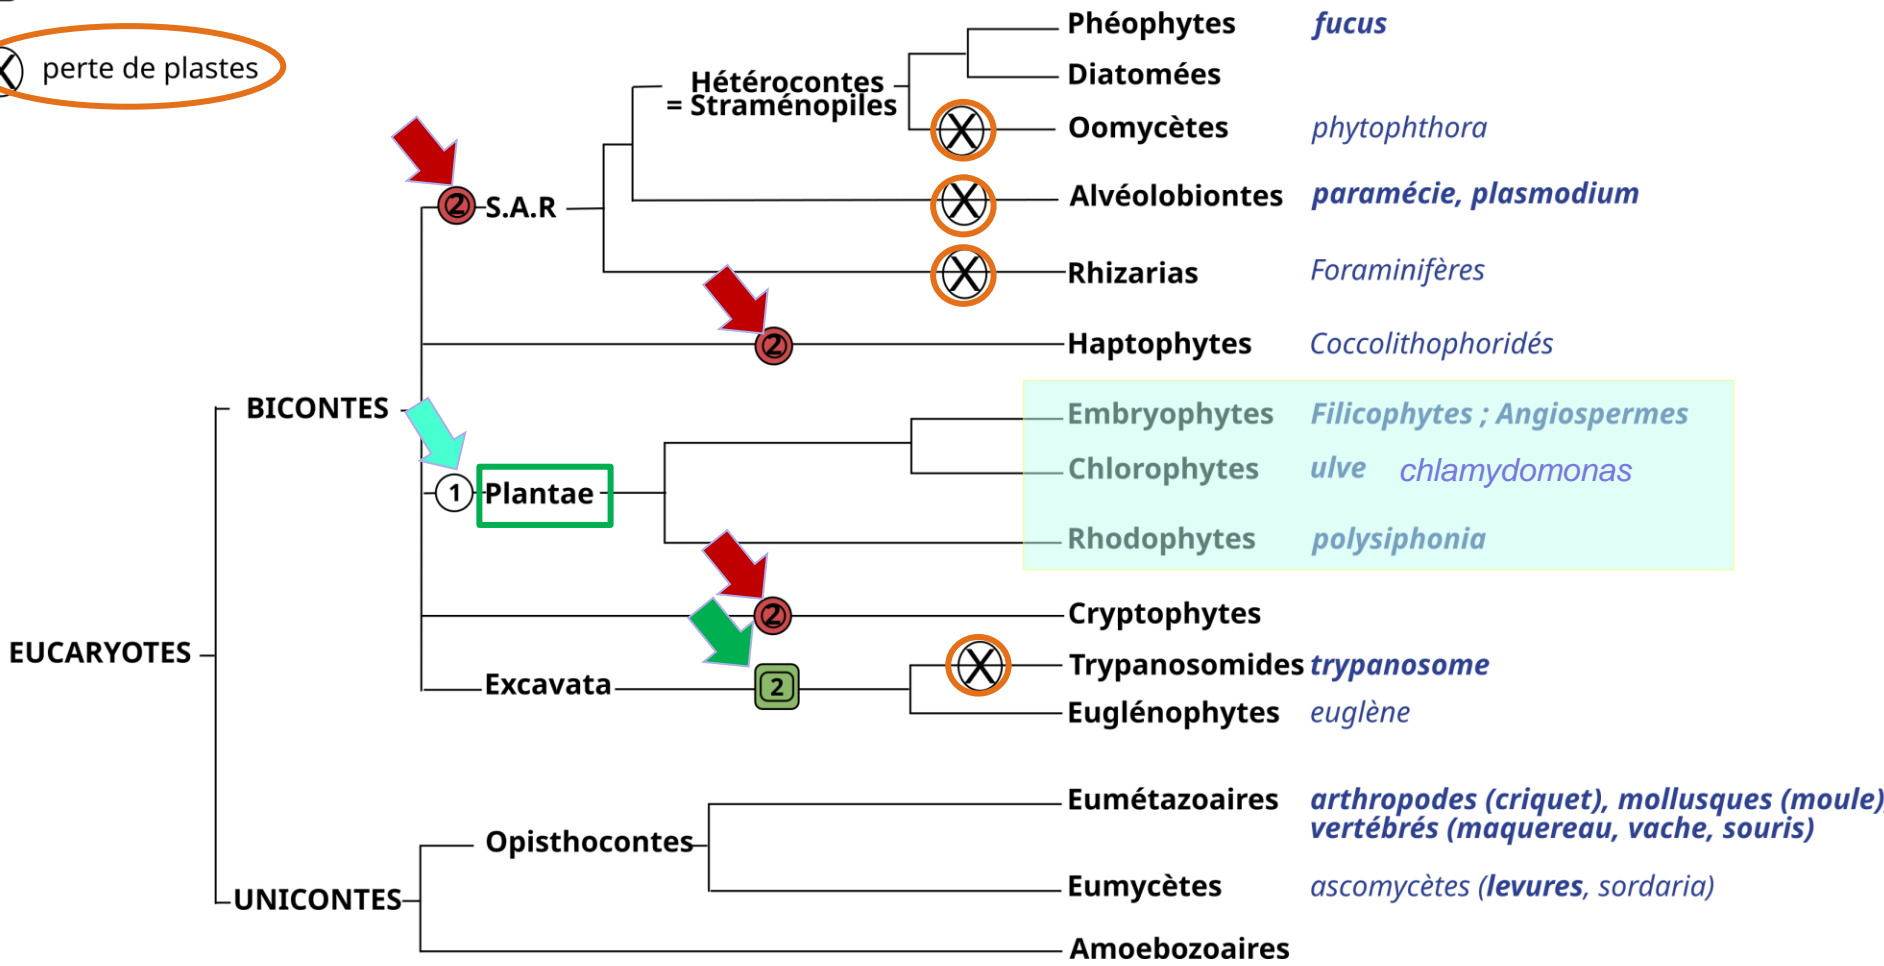 X perte de plastes
Phéophytes fucus
Hétérocontes
= Straménopiles
Diatomées
X Oomycètes phytophthora
2 S.A.R
X Alvéolobiontes paramécie, plasmodium
X Rhizarias Foraminifères
2 Haptophytes Coccolithophoridés
BICONTES
Embryophytes Filicophytes ; Angiospermes
Chlorophytes ulve chlamydomonas
1 Plantae
Rhodophytes polysiphonia
2 Cryptophytes
EUCARYOTES
X Trypanosomides trypanosome
Excavata 2
Euglénophytes euglène
Eumétazoaires arthropodes (criquet), mollusques (moule)
vertébrés (maquereau, vache, souris)
Opisthocontes
Eumycètes ascomycètes (levures, sordaria)
UNICONTES
Amoebozoaires